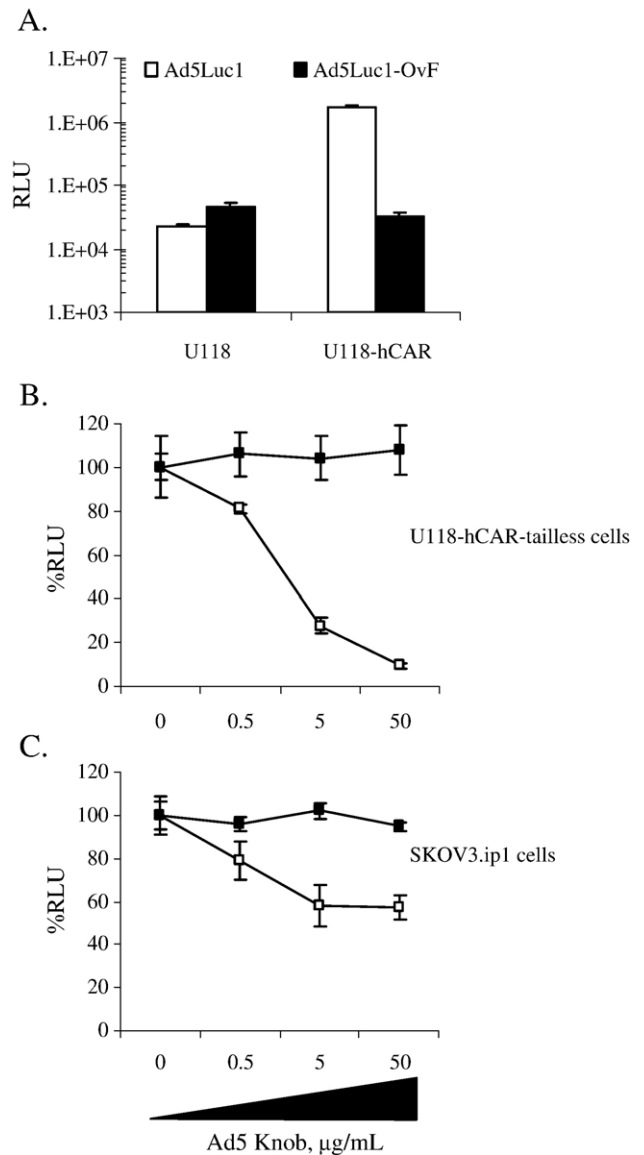 A.
1.E+07
Ad5Luc1 Ad5Luc1-OvF
1.E+06
RLU
1.E+05
1.E+04
1.E+03
U118 U118-hCAR
B.
120
100
80
%RLU
60
40
20
0
U118-hCAR-tailless cells
0 0.5 5 50
C.
120
100
80
%RLU
60
40
20
0
SKOV3.ip1 cells
0 0.5 5 50
Ad5 Knob, μg/mL